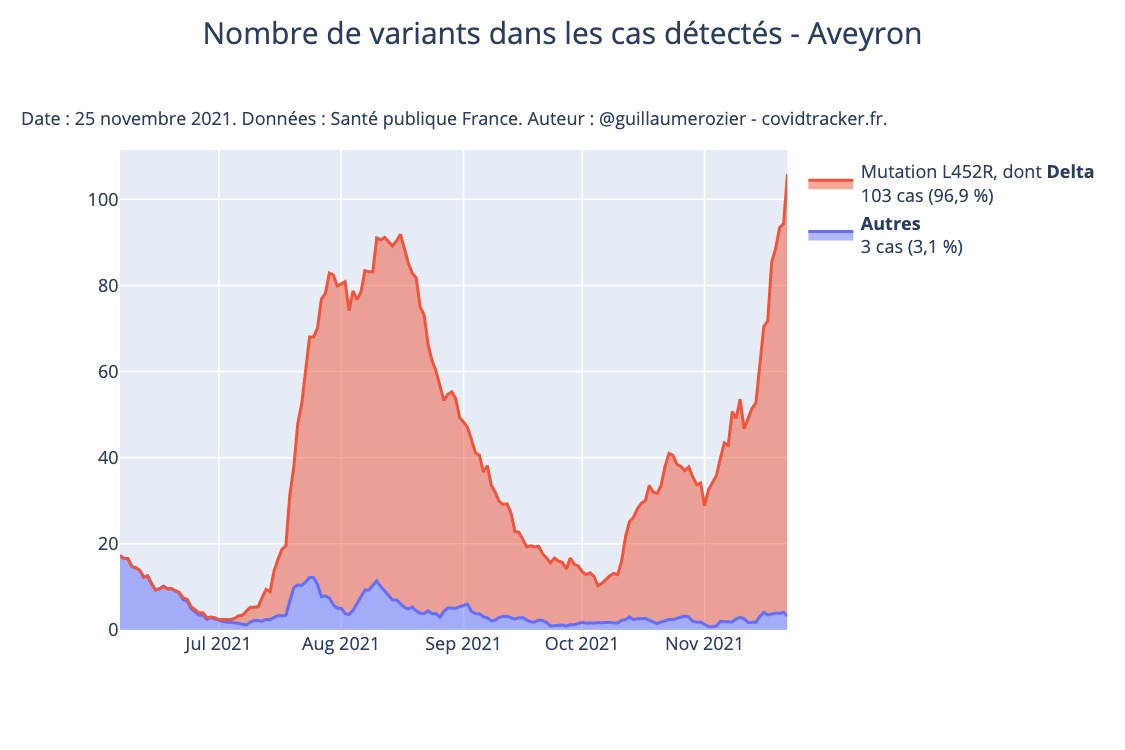 Nombre de variants dans les cas détectés - Aveyron
Date : 25 novembre 2021. Données : Santé publique France. Auteur : @guillaumerozier - covidtracker.fr.
Mutation L452R, dont Delta
103 cas (96,9 %)
Autres
3 cas (3,1 %)
100
80
60
40
20
0
Jul 2021
Aug 2021
Sep 2021
Oct 2021
Nov 2021